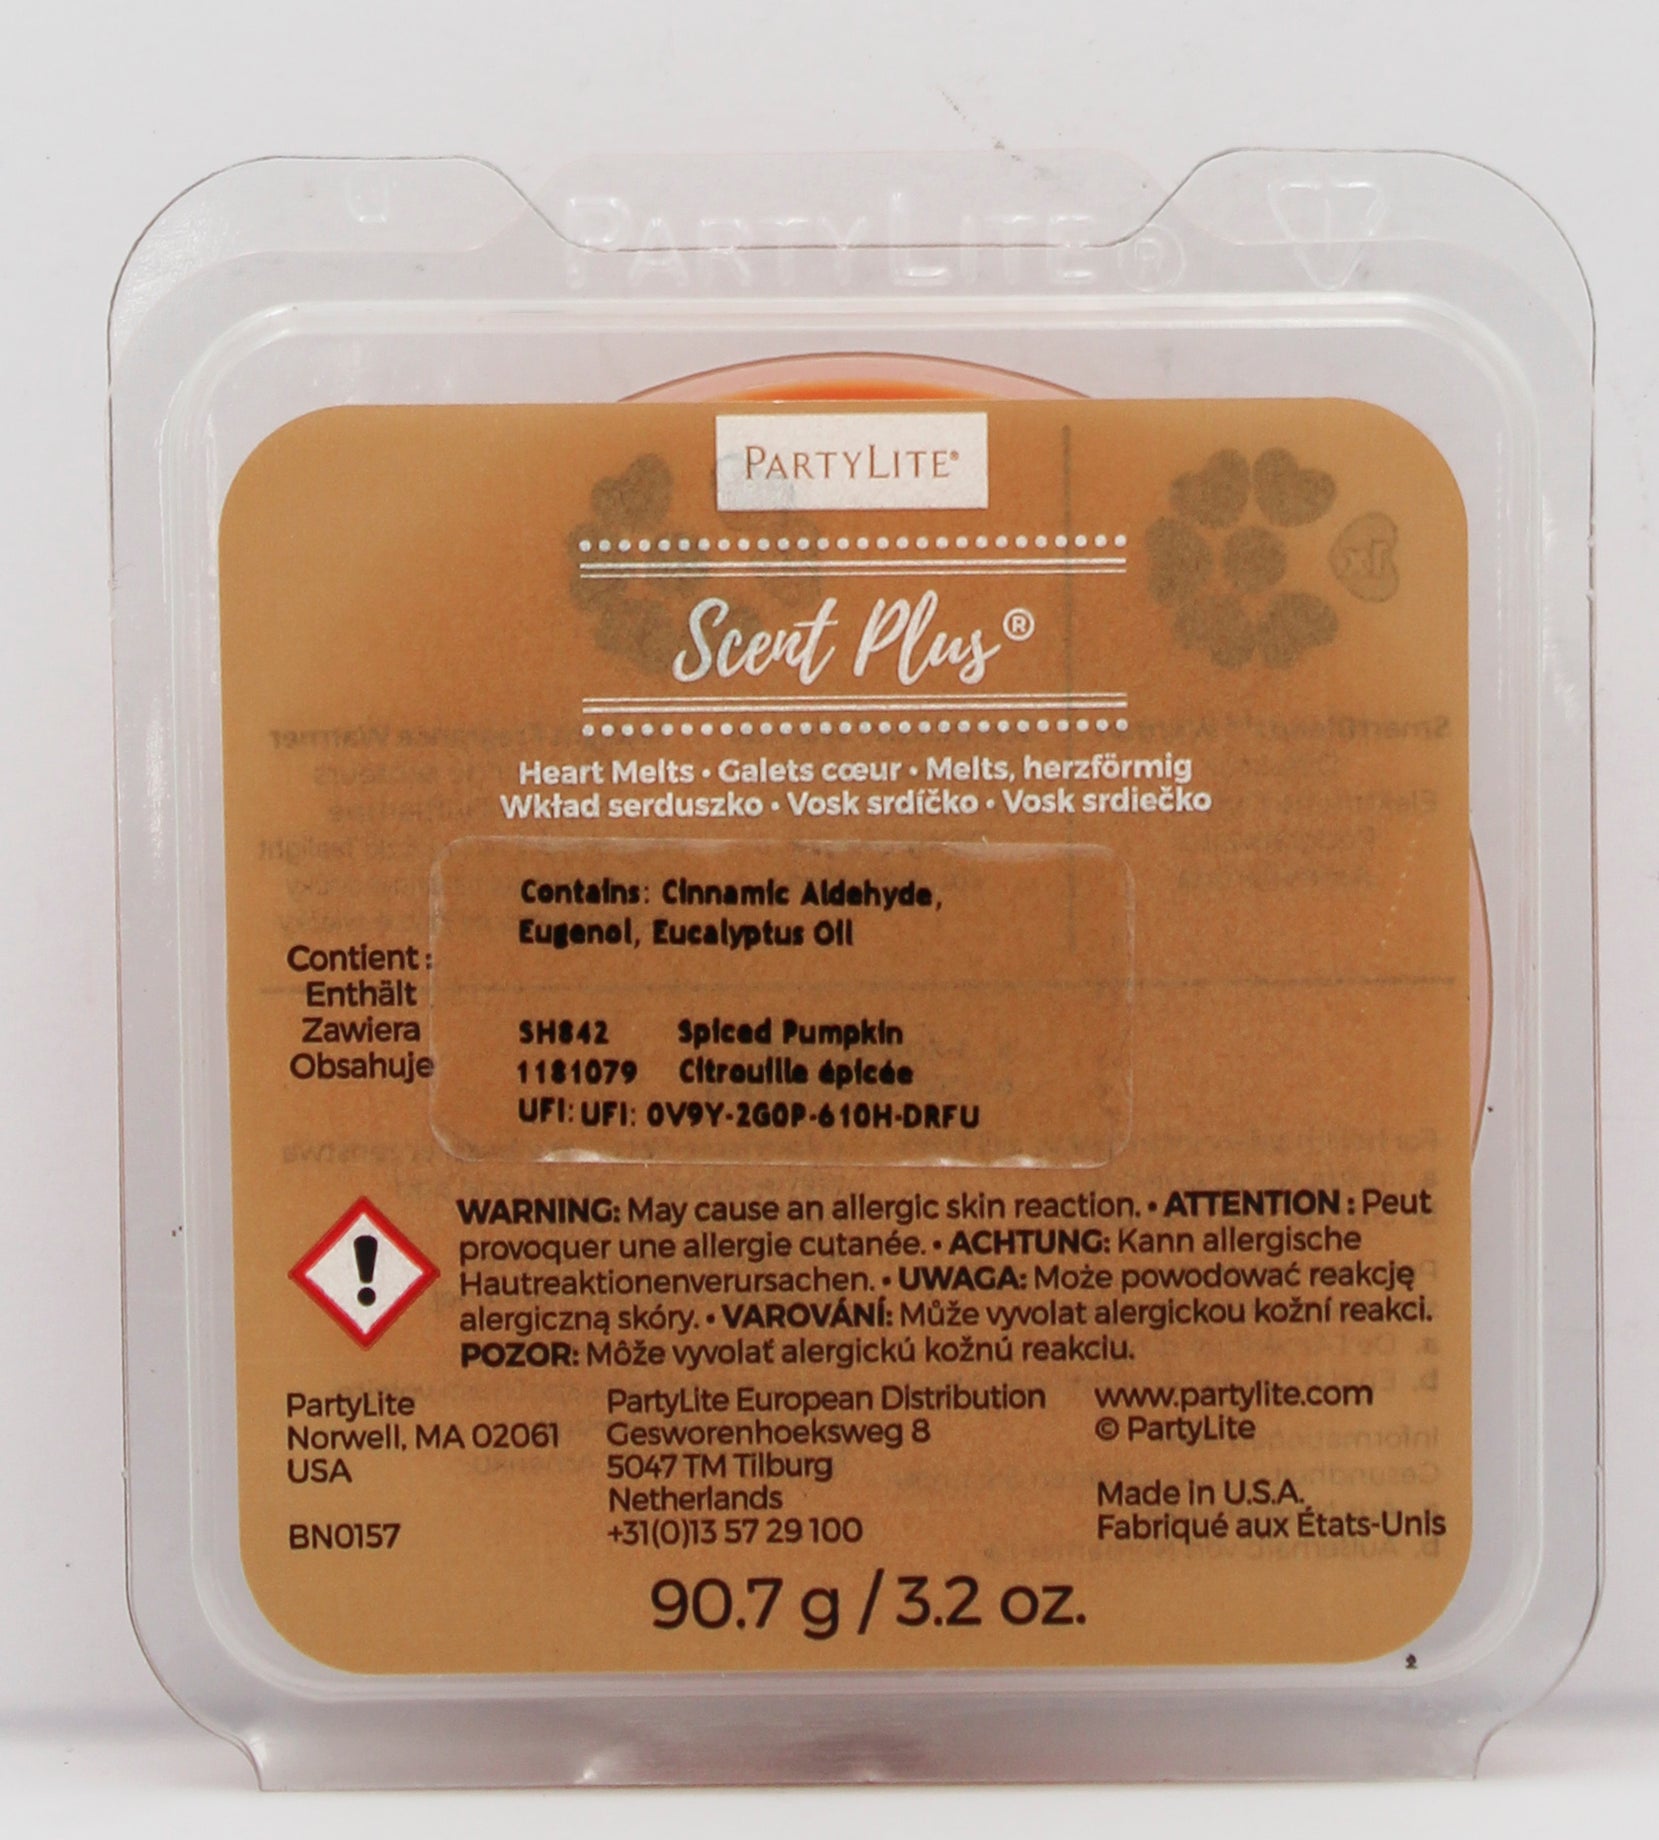 PARTYLITE®
PARTYLITE®
Scent Plus®
Heart Melts • Galets cœur • Melts, herzförmig
Wkład serduszko • Vosk srdíčko • Vosk srdiečko
Contains: Cinnamic Aldehyde,
Eugenol, Eucalyptus Oil
Contient :
Enthält
Zawiera
Obsahuje
SH842 Spiced Pumpkin
1181079 Citrouille épicée
UFI: UFI: 0V9Y-2G0P-610H-DRFU
WARNING: May cause an allergic skin reaction. • ATTENTION : Peut
provoquer une allergie cutanée. • ACHTUNG: Kann allergische
Hautreaktionenverursachen. • UWAGA: Może powodować reakcję
alergiczną skóry. • VAROVÁNÍ: Může vyvolat alergickou kožní reakci.
POZOR: Môže vyvolať alergickú kožnú reakciu.
PartyLite
Norwell, MA 02061
USA
BN0157
PartyLite European Distribution
Gesworenhoeksweg 8
5047 TM Tilburg
Netherlands
+31(0)13 57 29 100
www.partylite.com
© PartyLite
Made in U.S.A.
Fabriqué aux États-Unis
90.7 g / 3.2 oz.
2